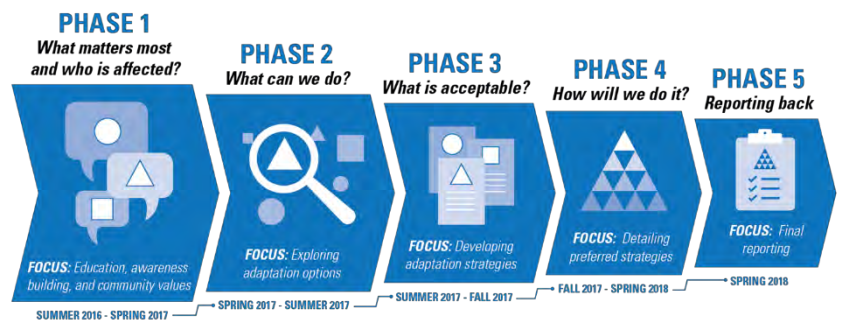 PHASE 1
What matters most
and who is affected?
FOCUS: Education, awareness
building, and community values
SUMMER 2016 - SPRING 2017
PHASE 2
What can we do?
FOCUS: Exploring
adaptation options
SPRING 2017 - SUMMER 2017
PHASE 3
What is acceptable?
FOCUS: Developing
adaptation strategies
SUMMER 2017 - FALL 2017
PHASE 4
How will we do it?
FOCUS: Detailing
preferred strategies
FALL 2017 - SPRING 2018
PHASE 5
Reporting back
FOCUS: Final
reporting
SPRING 2018